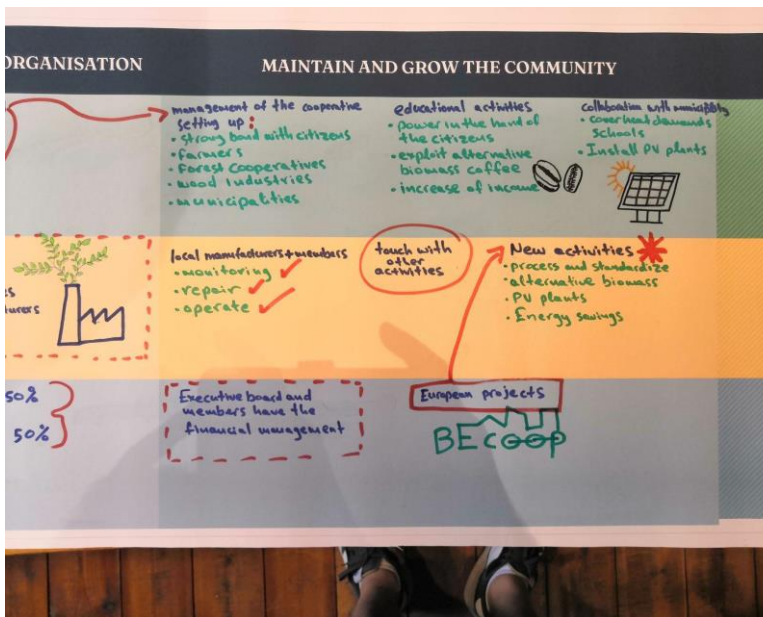 ORGANISATION
MAINTAIN AND GROW THE COMMUNITY
management of the cooperative
setting up :
• strong bond with citizens
• farmers
• forest cooperatives
• wood industries
• municipalities
educational activities
• power in the hand of
the citizens
• exploit alternative
biomass coffee
• increase of income
collaboration with municipality
• cover head demands
schools
• Install PV plants
local manufacturers + members
• monitoring
• repair
• operate
touch with
other
activities
New activities
• process and standardize
• alternative biomass
• PV plants
• Energy savings
50%
50%
Executive board and
members have the
financial management
European projects
BECOOP